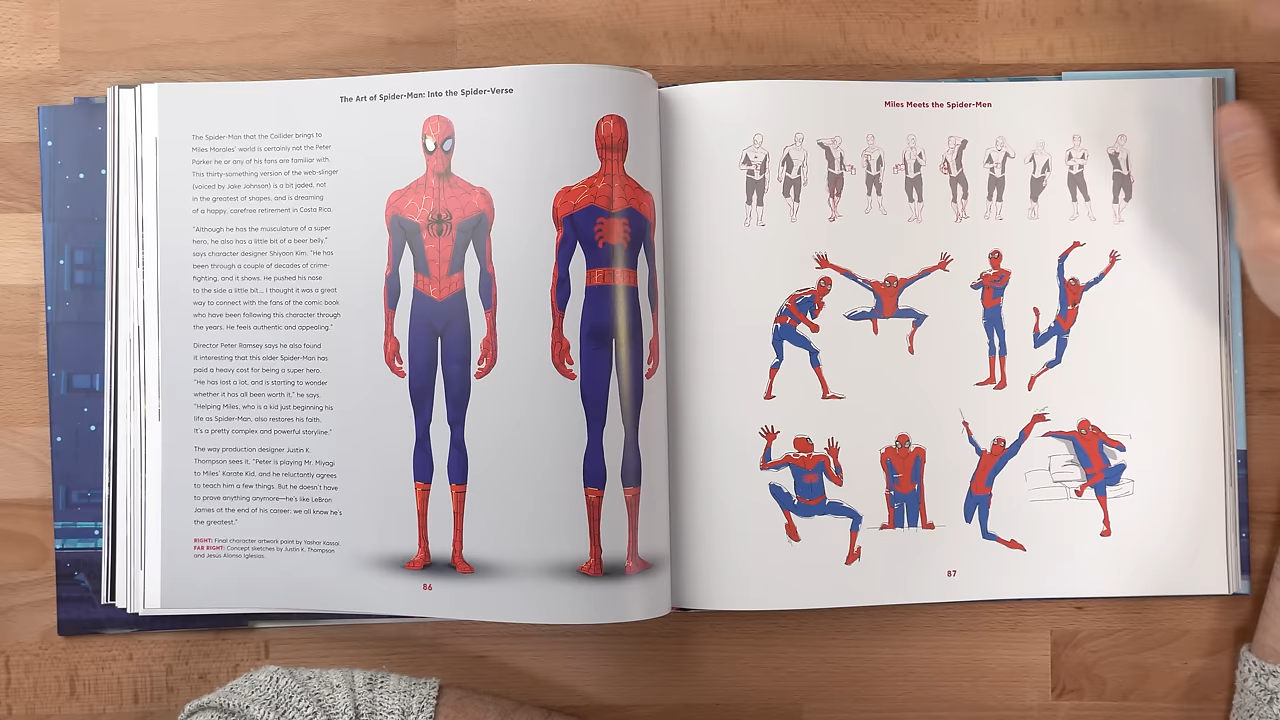 The Art of Spider-Man: Into the Spider-Verse
The Spider-Man that the Collider brings to
Miles Morales' world is certainly not the Peter
Parker he or any of his fans are familiar with.
This thirty-something version of the web-slinger
(voiced by Jake Johnson) is a bit jaded, not
in the greatest of shapes, and is dreaming
of a happy, carefree retirement in Costa Rica.
"Although he has the musculature of a super
hero, he also has a little bit of a beer belly,"
says character designer Shiyoon Kim. "He has
been through a couple of decades of crime-
fighting, and it shows. He pushed his nose
to the side a little bit... I thought it was a great
way to connect with the fans of the comic book
who have been following this character through
the years. He feels authentic and appealing."
Director Peter Ramsey says he also found
it interesting that this older Spider-Man has
paid a heavy cost for being a super hero.
"He has lost a lot, and is starting to wonder
whether it has all been worth it," he says.
"Helping Miles, who is a kid just beginning his
life as Spider-Man, also restores his faith.
It's a pretty complex and powerful storyline."
The way production designer Justin K.
Thompson sees it, "Peter is playing Mr. Miyagi
to Miles' Karate Kid, and he reluctantly agrees
to teach him a few things. But he doesn't have
to prove anything anymore—he's like LeBron
James at the end of his career: we all know he's
the greatest."
RIGHT: Final character artwork paint by Yashar Kassai.
FAR RIGHT: Concept sketches by Justin K. Thompson
and Jesús Alonso Iglesias.
86
Miles Meets the Spider-Men
87